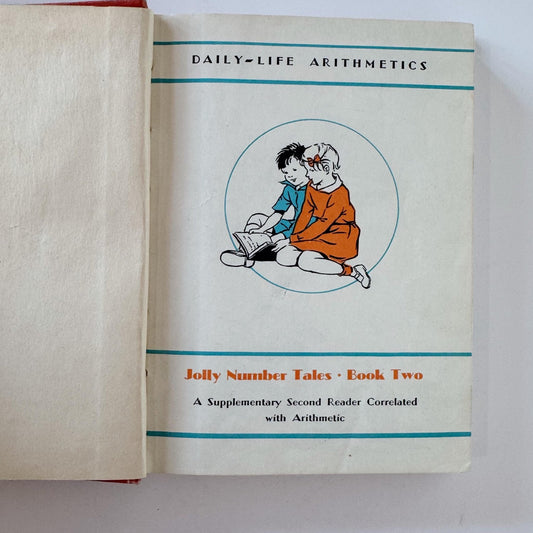 DAILY-LIFE ARITHMETICS
Jolly Number Tales · Book Two
A Supplementary Second Reader Correlated
with Arithmetic